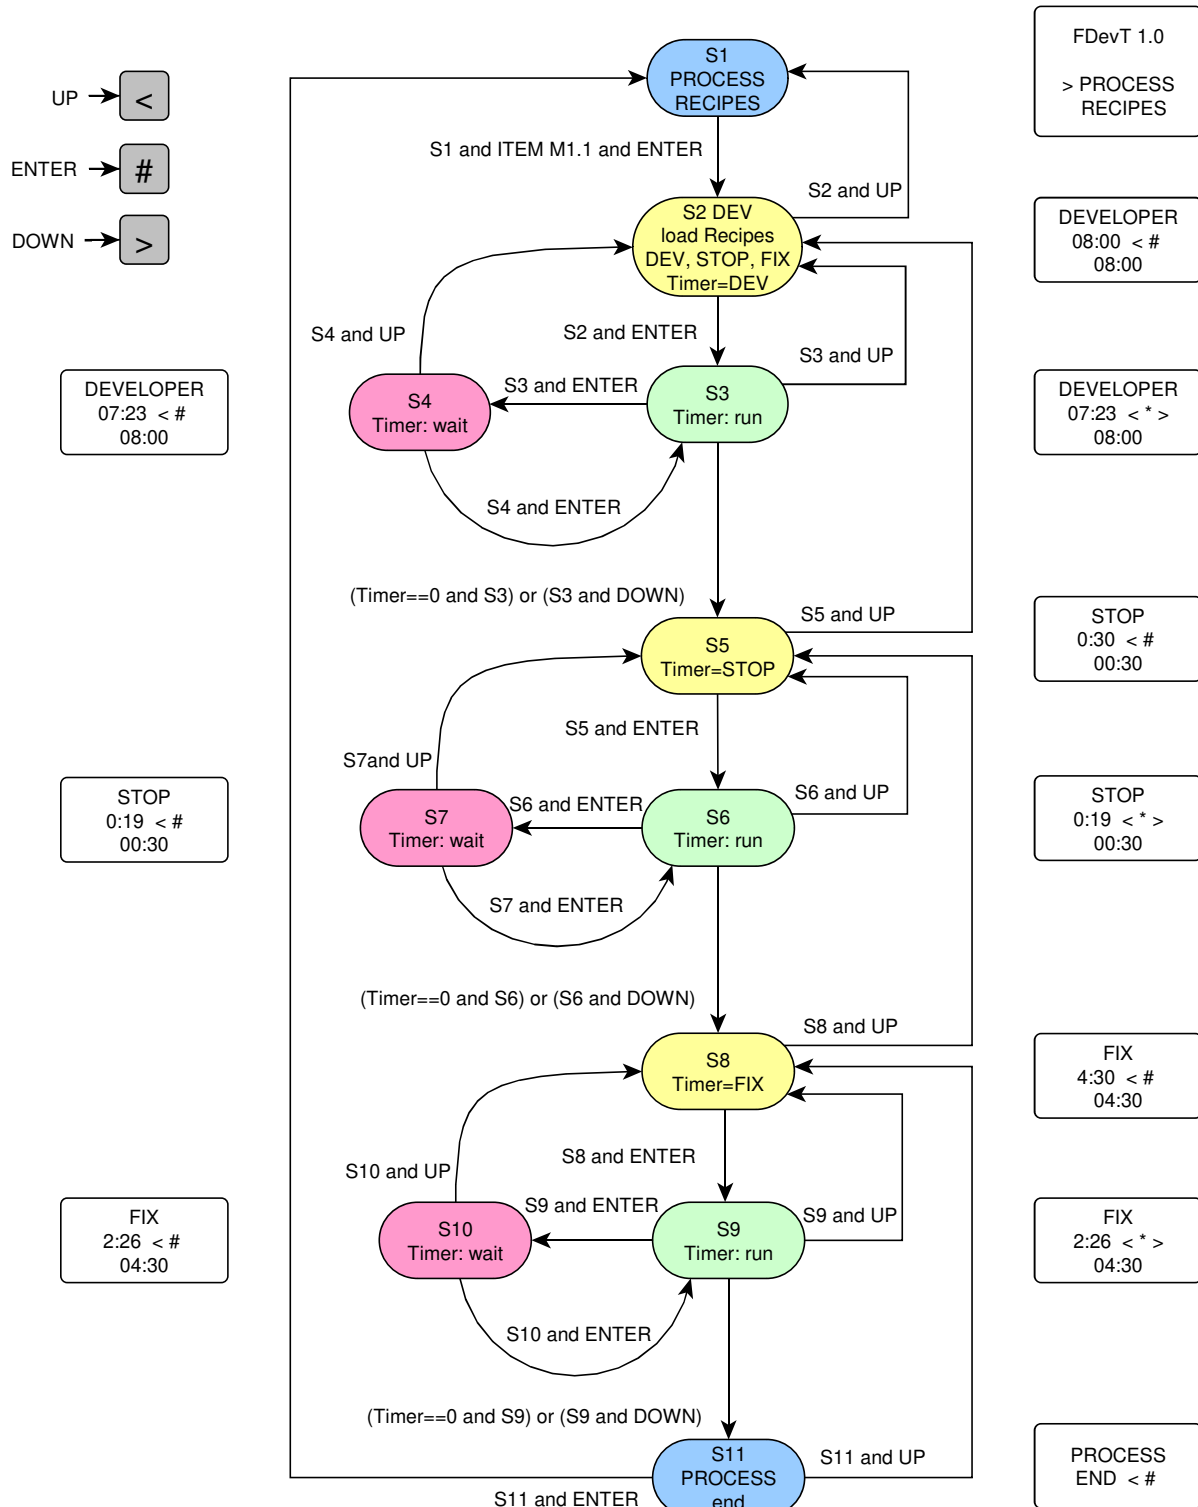 FDevT 1.0
> PROCESS
RECIPES
UP
<
ENTER
#
DOWN
>
S1
PROCESS
RECIPES
S1 and ITEM M1.1 and ENTER
S2 and UP
S2 DEV
load Recipes
DEV, STOP, FIX
Timer=DEV
DEVELOPER
08:00 < #
08:00
S4 and UP
S2 and ENTER
S3 and UP
DEVELOPER
07:23 < #
08:00
S4
Timer: wait
S3 and ENTER
S3
Timer: run
DEVELOPER
07:23 < * >
08:00
S4 and ENTER
(Timer==0 and S3) or (S3 and DOWN)
S5 and UP
S5
Timer=STOP
STOP
0:30 < #
00:30
S7and UP
S5 and ENTER
S6 and UP
STOP
0:19 < #
00:30
S7
Timer: wait
S6 and ENTER
S6
Timer: run
STOP
0:19 < * >
00:30
S7 and ENTER
(Timer==0 and S6) or (S6 and DOWN)
S8 and UP
S8
Timer=FIX
FIX
4:30 < #
04:30
S10 and UP
S8 and ENTER
S9 and UP
FIX
2:26 < #
04:30
S10
Timer: wait
S9 and ENTER
S9
Timer: run
FIX
2:26 < * >
04:30
S10 and ENTER
(Timer==0 and S9) or (S9 and DOWN)
S11 and UP
S11
PROCESS
end
S11 and ENTER
PROCESS
END < #